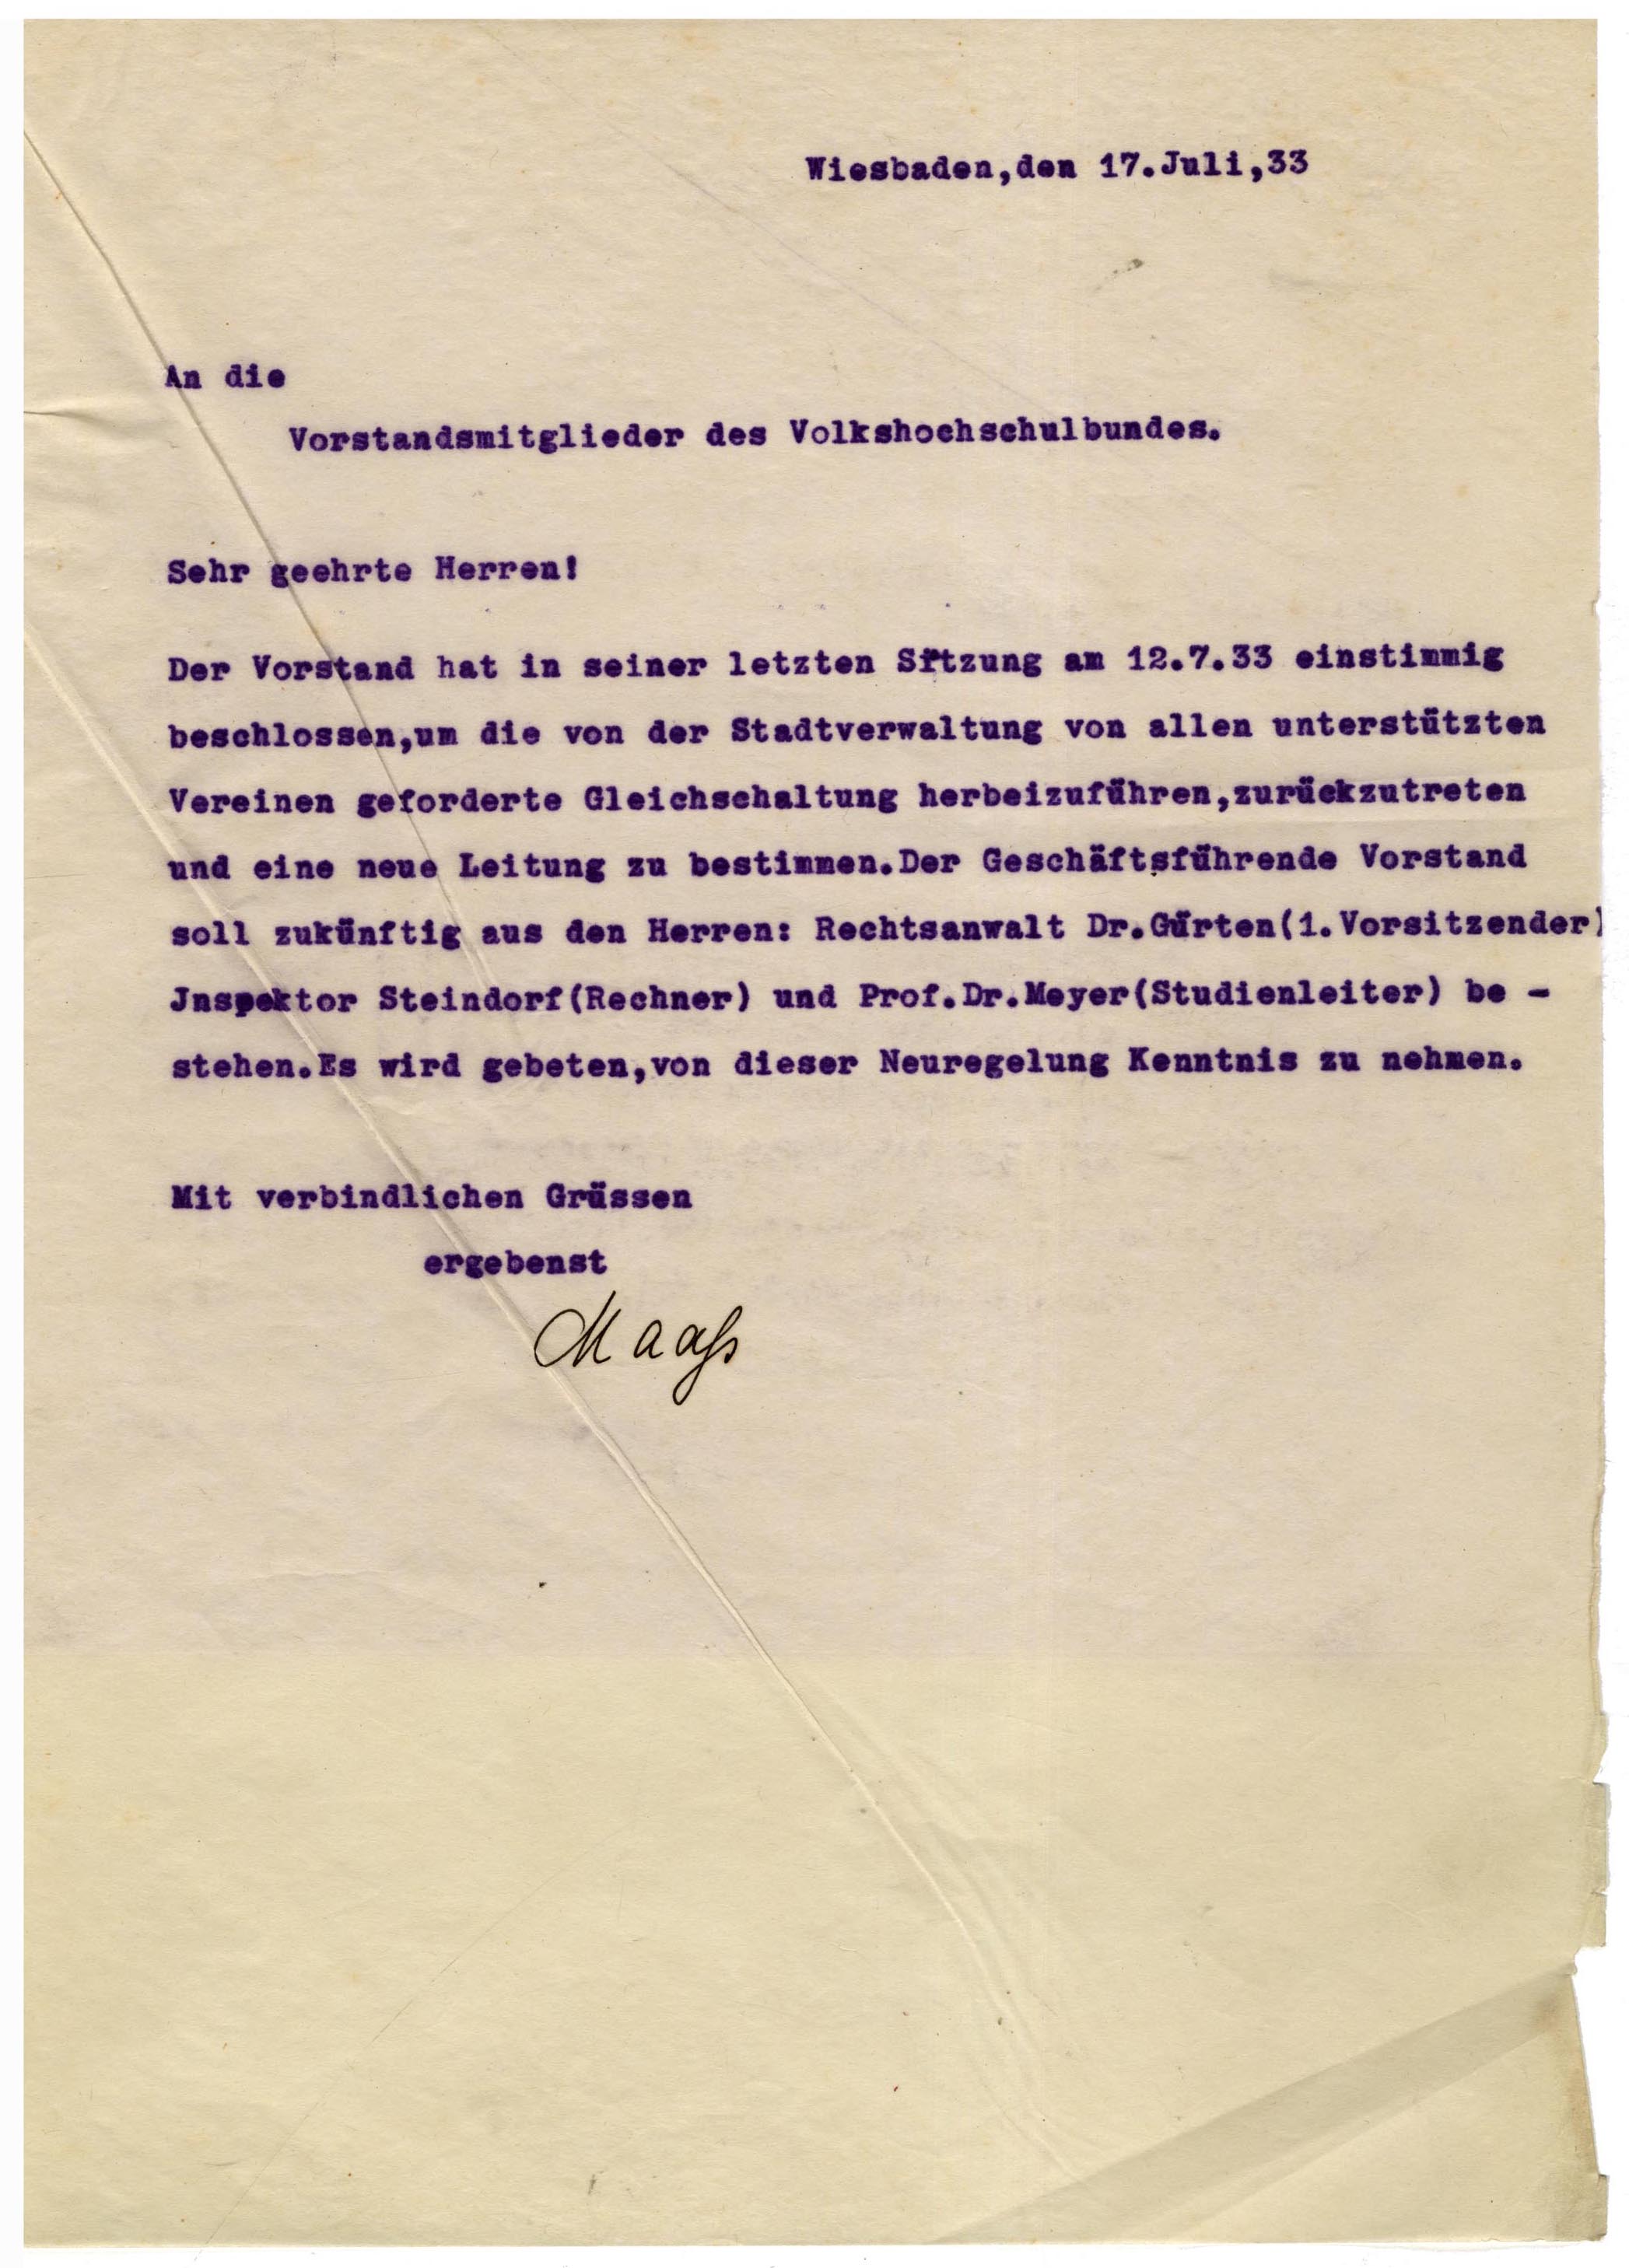 Wiesbaden,den 17.Juli,33
An die
Vorstandsmitglieder des Volkshochschulbundes.
Sehr geehrte Herren!
Der Vorstand hat in seiner letzten Sitzung am 12.7.33 einstimmig
beschlossen,um die von der Stadtverwaltung von allen unterstützten
Vereinen geforderte Gleichschaltung herbeizuführen,zurückzutreten
und eine neue Leitung zu bestimmen.Der Geschäftsführende Vorstand
soll zukünftig aus den Herren: Rechtsanwalt Dr.Gürten(1.Vorsitzender)
Jnspektor Steindorf(Rechner) und Prof.Dr.Meyer(Studienleiter) be -
stehen.Es wird gebeten,von dieser Neuregelung Kenntnis zu nehmen.
Mit verbindlichen Grüssen
ergebenst
Maaß